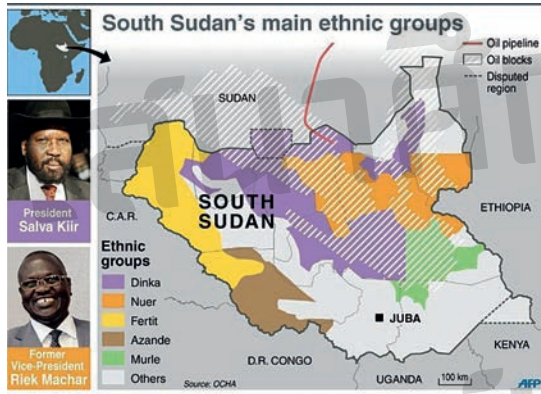 South Sudan's main ethnic groups
Oil pipeline
Oil blocks
Disputed
region
SUDAN
President
Salva Kiir
C.A.R.
SOUTH
SUDAN
ETHIOPIA
Ethnic
groups
Dinka
Nuer
Fertit
Azande
Murle
Others
JUBA
Former
Vice-President
Riek Machar
D.R. CONGO
KENYA
Source: OCHA
UGANDA
100 km
AFP